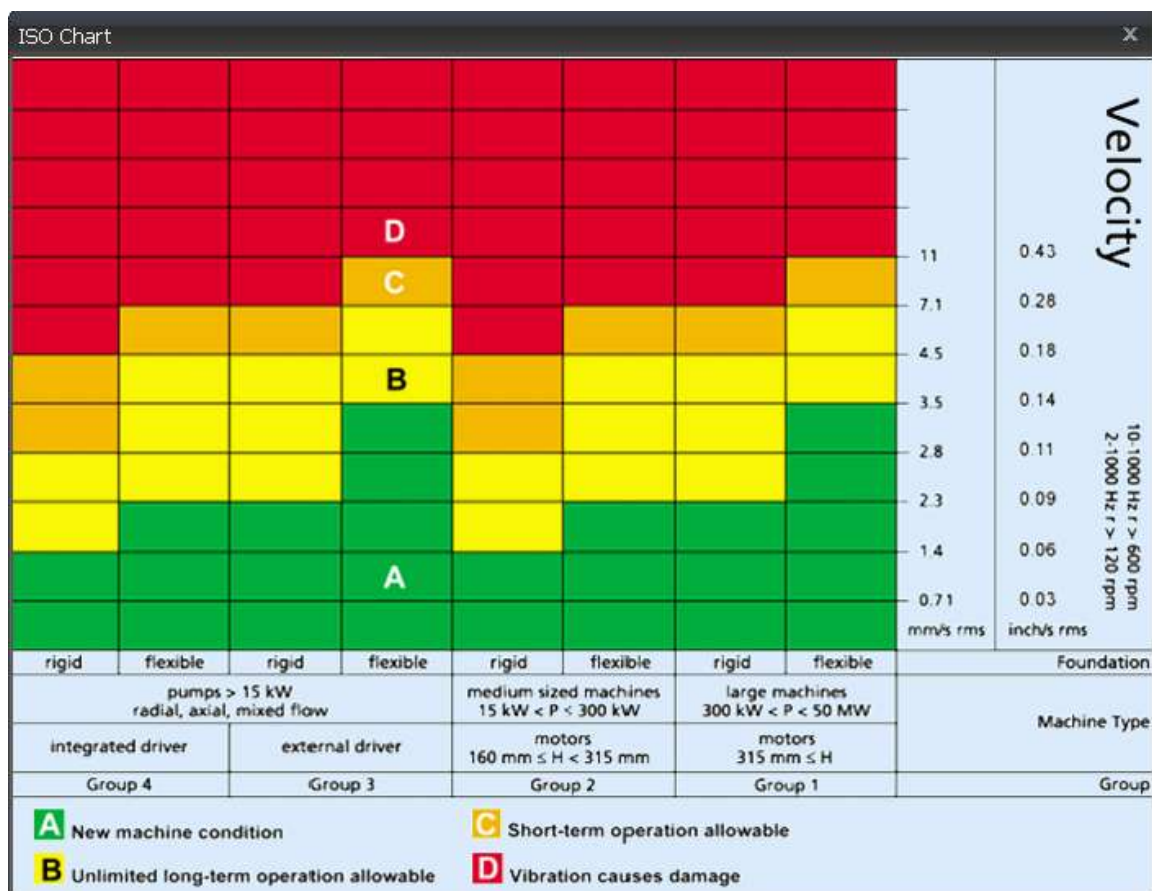 ISO Chart
X
Velocity
D
11 0.43
C
7.1 0.28
4.5 0.18
B
3.5 0.14
2.8 0.11
2.3 0.09
1.4 0.06
A
0.71 0.03
10-1000 Hz r > 600 rpm
2-1000 Hz r > 120 rpm
mm/s rms inch/s rms
rigid flexible rigid flexible rigid flexible rigid flexible Foundation
pumps > 15 kW
radial, axial, mixed flow
medium sized machines
15 kW < P ≤ 300 kW
large machines
300 kW < P < 50 MW
Machine Type
integrated driver external driver
motors
160 mm ≤ H < 315 mm
motors
315 mm ≤ H
Group 4 Group 3 Group 2 Group 1 Group
A New machine condition
C Short-term operation allowable
B Unlimited long-term operation allowable
D Vibration causes damage